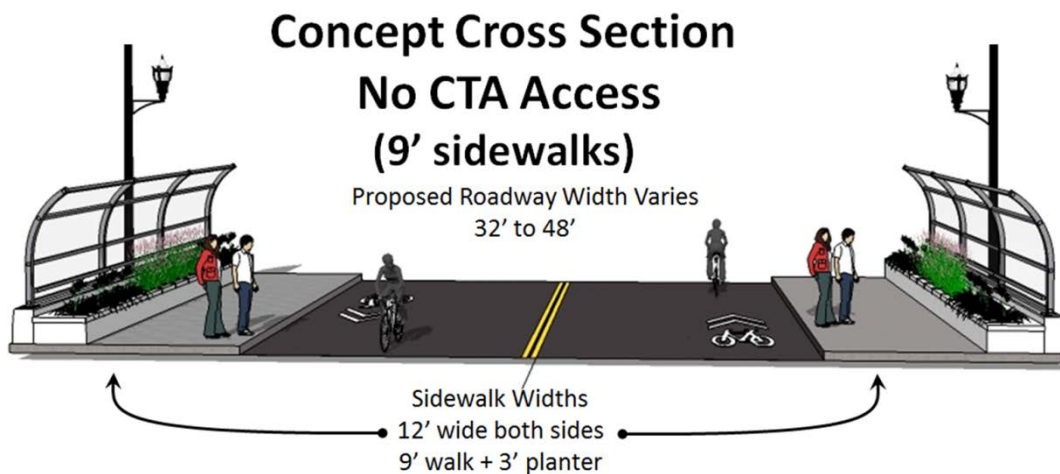 Concept Cross Section
No CTA Access
(9’ sidewalks)
Proposed Roadway Width Varies
32’ to 48’
Sidewalk Widths
12’ wide both sides
9’ walk + 3’ planter